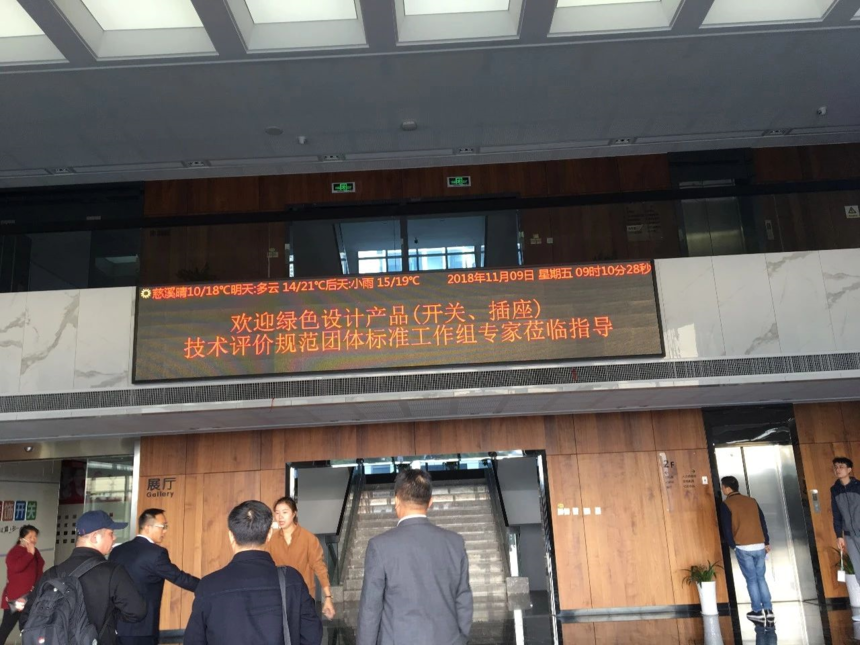 慈溪晴10/18℃明天:多云 14/21℃后天:小雨 15/19℃ 2018年11月09日 星期五 09时10分28秒
欢迎绿色设计产品(开关、插座)
技术评价规范团体标准工作组专家莅临指导
展厅
Gallery
2F
开关